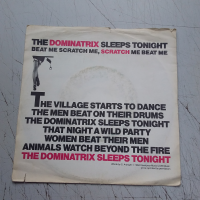 THE DOMINATRIX SLEEPS TONIGHT
BEAT ME SCRATCH ME, SCRATCH ME BEAT ME
THE VILLAGE STARTS TO DANCE
THE MEN BEAT ON THEIR DRUMS
THE DOMINATRIX SLEEPS TONIGHT
THAT NIGHT A WILD PARTY
WOMEN BEAT THEIR MEN
ANIMALS WATCH BEYOND THE FIRE
THE DOMINATRIX SLEEPS TONIGHT